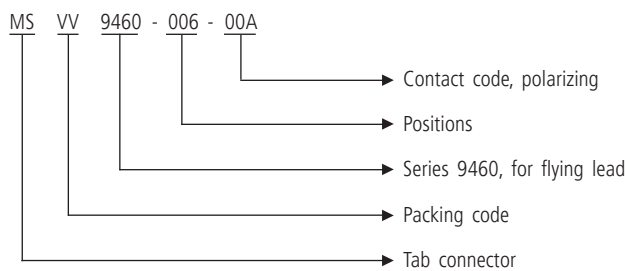 MS VV 9460 - 006 - 00A
Contact code, polarizing
Positions
Series 9460, for flying lead
Packing code
Tab connector